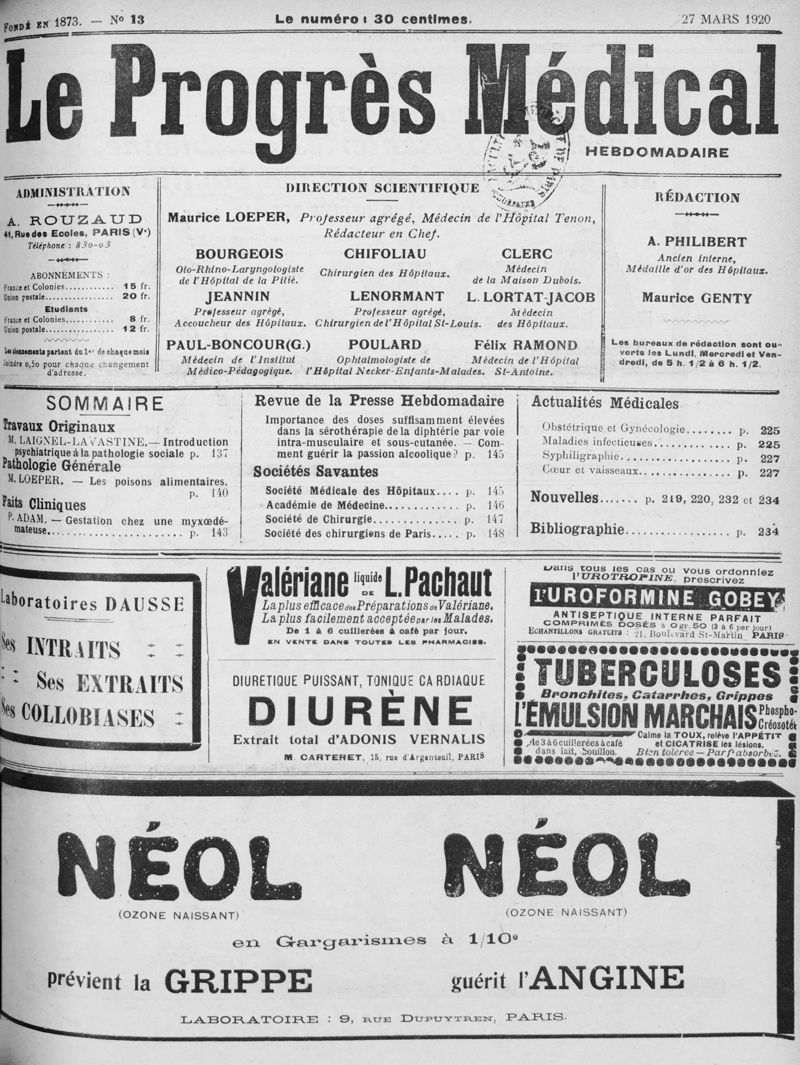 FONDÉ EN 1873. — Nº 13
Le numéro : 30 centimes.
27 MARS 1920
Le Progrès Médical
HEBDOMADAIRE
ADMINISTRATION
A. ROUZAUD
41, Rue des Ecoles, PARIS (Vᵉ)
Téléphone : 830-03
ABONNEMENTS :
France et Colonies............ 15 fr.
Union postale................ 20 fr.
Etudiants
France et Colonies............ 8 fr.
Union postale................ 12 fr.
Les abonnements partent du 1ᵉʳ de chaque mois
Joindre 0,50 pour chaque changement
d'adresse.
DIRECTION SCIENTIFIQUE
Maurice LOEPER, Professeur agrégé, Médecin de l'Hôpital Tenon,
Rédacteur en Chef.
BOURGEOIS
Oto-Rhino-Laryngologiste
de l'Hôpital de la Pitié.
CHIFOLIAU
Chirurgien des Hôpitaux.
CLERC
Médecin
de la Maison Dubois.
JEANNIN
Professeur agrégé,
Accoucheur des Hôpitaux.
LENORMANT
Professeur agrégé,
Chirurgien de l'Hôpital St-Louis.
L. LORTAT-JACOB
Médecin
des Hôpitaux.
PAUL-BONCOUR(G.)
Médecin de l'Institut
Médico-Pédagogique.
POULARD
Ophtalmologiste de
l'Hôpital Necker-Enfants-Malades.
Félix RAMOND
Médecin de l'Hôpital
St-Antoine.
RÉDACTION
A. PHILIBERT
Ancien interne,
Médaille d'or des Hôpitaux.
Maurice GENTY
Les bureaux de rédaction sont ou-
verts les Lundi, Mercredi et Ven-
dredi, de 5 h. 1/2 à 6 h. 1/2.
SOMMAIRE
Travaux Originaux
M. LAIGNEL-LAVASTINE. — Introduction
psychiatrique à la pathologie sociale p. 137
Pathologie Générale
M. LOEPER. — Les poisons alimentaires.
p. 140
Faits Cliniques
P. ADAM. — Gestation chez une myxœdé-
mateuse........................ p. 143
Revue de la Presse Hebdomadaire
Importance des doses suffisamment élevées
dans la sérothérapie de la diphtérie par voie
intra-musculaire et sous-cutanée. — Com-
ment guérir la passion alcoolique? p. 145
Sociétés Savantes
Société Médicale des Hôpitaux.... p. 145
Académie de Médecine............ p. 146
Société de Chirurgie.............. p. 147
Société des chirurgiens de Paris..... p. 148
Actualités Médicales
Obstétrique et Gynécologie........ p. 225
Maladies infectieuses.............. p. 225
Syphiligraphie.................... p. 227
Cœur et vaisseaux................ p. 227
Nouvelles....... p. 219, 220, 232 et 234
Bibliographie.................... p. 234
Laboratoires DAUSSE
Ses INTRAITS
Ses EXTRAITS
Ses COLLOBIASES
Valériane liquide DE L. Pachaut
La plus efficace des Préparations de Valériane.
La plus facilement acceptée par les Malades.
De 1 à 6 cuillerées à café par jour.
EN VENTE DANS TOUTES LES PHARMACIES.
DIURETIQUE PUISSANT, TONIQUE CARDIAQUE
DIURÈNE
Extrait total d'ADONIS VERNALIS
M. CARTERET, 15, rue d'Argenteuil, PARIS
Dans tous les cas ou vous ordonniez
l'UROTROPINE, prescrivez
l'UROFORMINE GOBEY
ANTISEPTIQUE INTERNE PARFAIT
COMPRIMÉS DOSÉS à 0 gr. 50 (3 à 6 par jour)
ECHANTILLONS GRATUITS : 21, Boulevard St-Martin, PARIS
TUBERCULOSES
Bronchites, Catarrhes, Grippes
L'ÉMULSION MARCHAIS Phospho-Créosotée
Calme la TOUX, relève l'APPÉTIT
et CICATRISE les lésions.
De 3 à 6 cuillerées à café
dans lait, bouillon.
Bien tolérée — Parft absorbée.
NÉOL
(OZONE NAISSANT)
NÉOL
(OZONE NAISSANT)
en Gargarismes à 1/10ᵉ
prévient la GRIPPE
guérit l'ANGINE
LABORATOIRE : 9, RUE DUPUYTREN, PARIS.